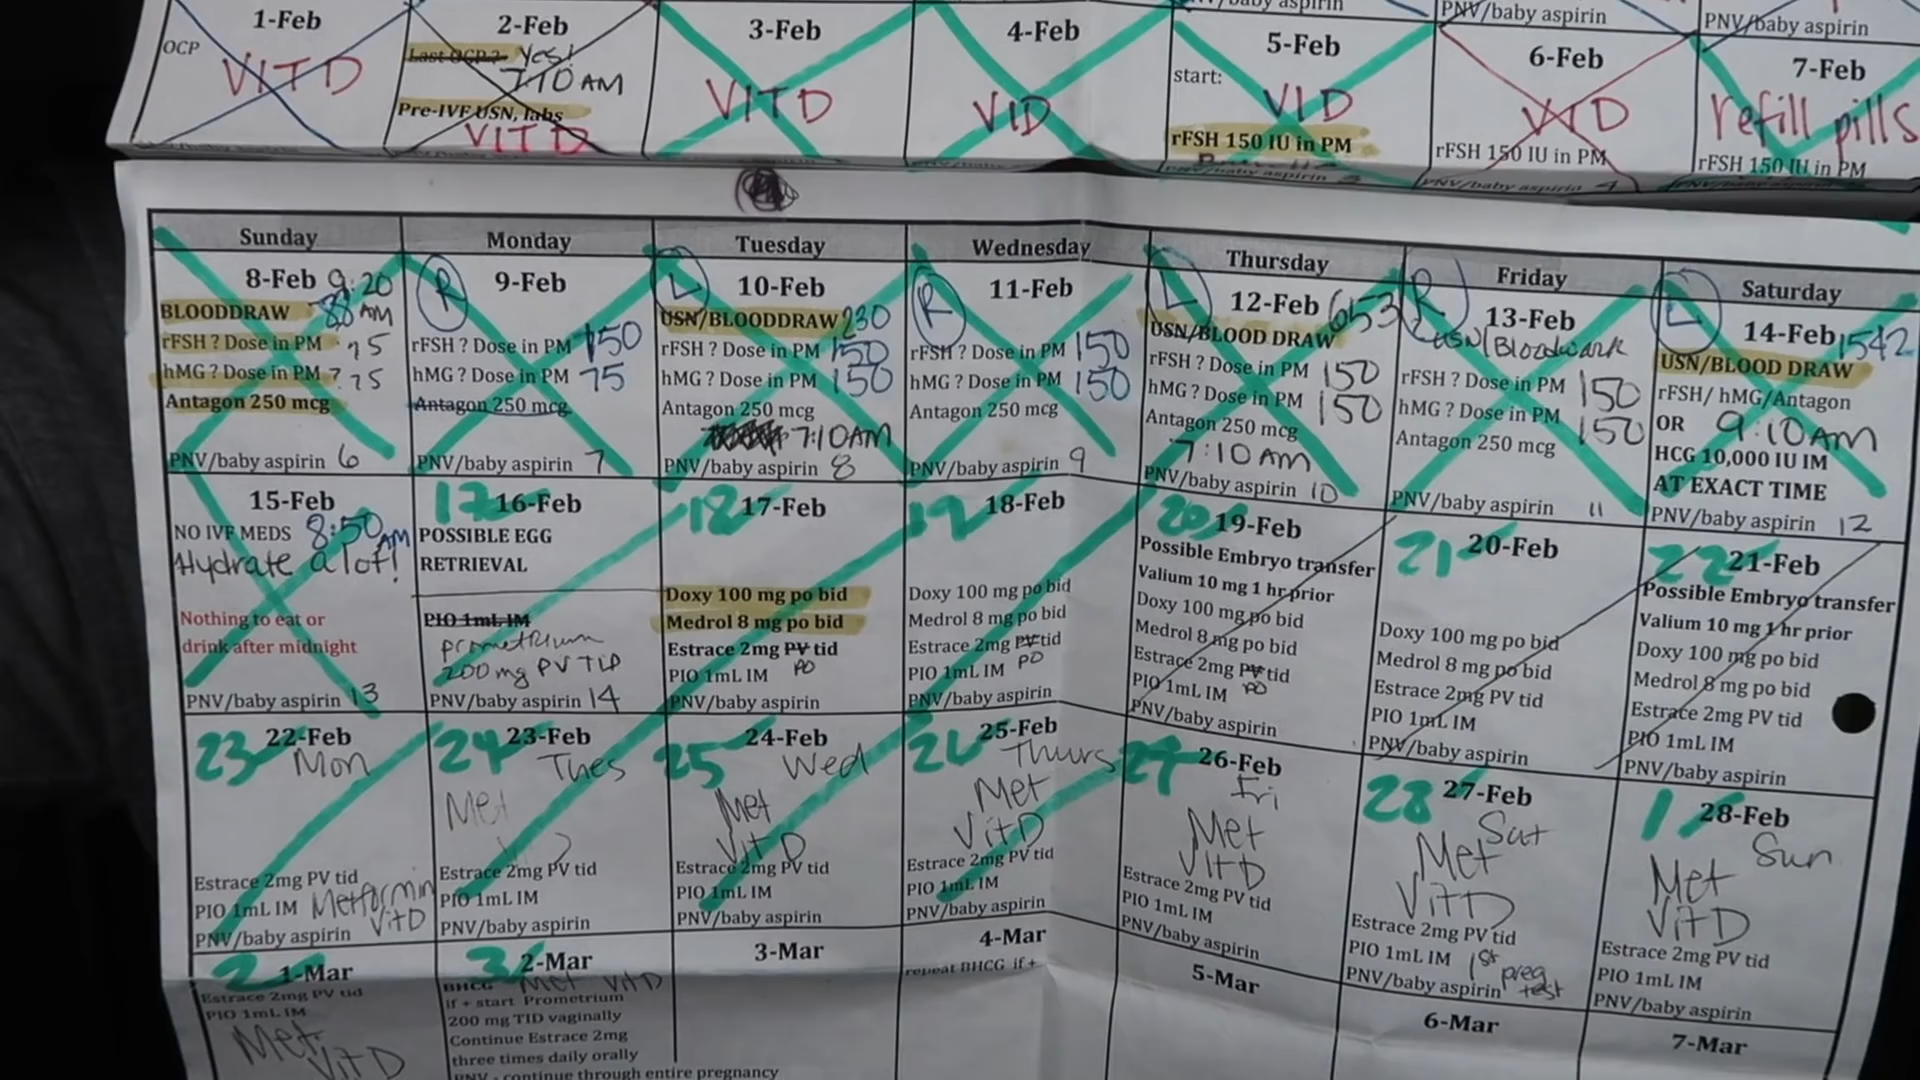 baby aspirin
PNV/baby aspirin
PNV/baby aspirin
1-Feb
OCP
VITD
2-Feb
Last OCP? Yes!
7:10 AM
Pre-IVF USN, labs
VITD
3-Feb
VITD
4-Feb
VID
5-Feb
start:
VID
rFSH 150 IU in PM
PNV/baby aspirin 3
6-Feb
VID
rFSH 150 IU in PM
PNV/baby aspirin 4
7-Feb
refill pills
rFSH 150 IU in PM
PNV/baby aspirin
Sunday
Monday
Tuesday
Wednesday
Thursday
Friday
Saturday
8-Feb 9:20
BLOODDRAW AM
rFSH ? Dose in PM 75
hMG ? Dose in PM ? 75
Antagon 250 mcg
PNV/baby aspirin 6
R 9-Feb
rFSH ? Dose in PM 150
hMG ? Dose in PM 75
Antagon 250 mcg
PNV/baby aspirin 7
L 10-Feb
USN/BLOODDRAW 230
rFSH ? Dose in PM 150
hMG ? Dose in PM 150
Antagon 250 mcg
7:10AM
PNV/baby aspirin 8
R 11-Feb
rFSH ? Dose in PM 150
hMG ? Dose in PM 150
Antagon 250 mcg
PNV/baby aspirin 9
L 12-Feb 653
USN/BLOOD DRAW
rFSH ? Dose in PM 150
hMG ? Dose in PM 150
Antagon 250 mcg
7:10 AM
PNV/baby aspirin 10
R 13-Feb
USN/Bloodwork
rFSH ? Dose in PM 150
hMG ? Dose in PM 150
Antagon 250 mcg
PNV/baby aspirin 11
L 14-Feb 1542
USN/BLOOD DRAW
rFSH/ hMG/Antagon
OR 9:10AM
HCG 10,000 IU IM
AT EXACT TIME
PNV/baby aspirin 12
15-Feb
NO IVF MEDS 8:50 AM
Hydrate a lot!
Nothing to eat or
drink after midnight
PNV/baby aspirin 13
17 16-Feb
POSSIBLE EGG
RETRIEVAL
PIO 1mL IM
prometrium
200 mg PV TID
PNV/baby aspirin 14
18 17-Feb
Doxy 100 mg po bid
Medrol 8 mg po bid
Estrace 2mg PV tid
PIO 1mL IM PO
PNV/baby aspirin
19 18-Feb
Doxy 100 mg po bid
Medrol 8 mg po bid
Estrace 2mg PV tid
PIO 1mL IM PO
PNV/baby aspirin
20 19-Feb
Possible Embryo transfer
Valium 10 mg 1 hr prior
Doxy 100 mg po bid
Medrol 8 mg po bid
Estrace 2mg PV tid
PIO 1mL IM PO
PNV/baby aspirin
21 20-Feb
Doxy 100 mg po bid
Medrol 8 mg po bid
Estrace 2mg PV tid
PIO 1mL IM
PNV/baby aspirin
22 21-Feb
Possible Embryo transfer
Valium 10 mg 1 hr prior
Doxy 100 mg po bid
Medrol 8 mg po bid
Estrace 2mg PV tid
PIO 1mL IM
PNV/baby aspirin
23 22-Feb
Mon
Estrace 2mg PV tid
PIO 1mL IM Metformin
PNV/baby aspirin VitD
24 23-Feb
Tues
Met
Estrace 2mg PV tid
PIO 1mL IM
PNV/baby aspirin
25 24-Feb
Wed
Met
VitD
Estrace 2mg PV tid
PIO 1mL IM
PNV/baby aspirin
26 25-Feb
Thurs
Met
VitD
Estrace 2mg PV tid
PIO 1mL IM
PNV/baby aspirin
27 26-Feb
Fri
Met
VitD
Estrace 2mg PV tid
PIO 1mL IM
PNV/baby aspirin
28 27-Feb
Sat
Met
VitD
Estrace 2mg PV tid
PIO 1mL IM 1st preg
PNV/baby aspirin test
1 28-Feb
Sun
Met
VitD
Estrace 2mg PV tid
PIO 1mL IM
PNV/baby aspirin
2 1-Mar
Estrace 2mg PV tid
PIO 1mL IM
Met
VitD
3 2-Mar
BHCG Met VitD
if + start Prometrium
200 mg TID vaginally
Continue Estrace 2mg
three times daily orally
PNV - continue through entire pregnancy
3-Mar
4-Mar
repeat BHCG if +
5-Mar
6-Mar
7-Mar